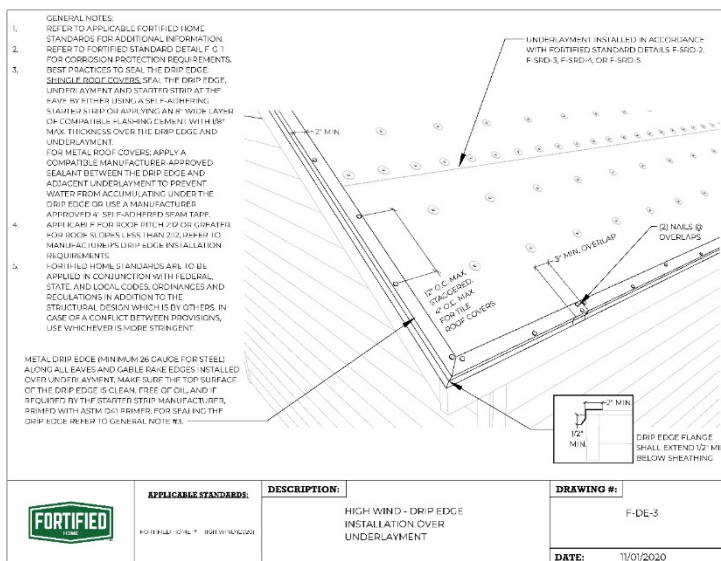 GENERAL NOTES:
1. REFER TO APPLICABLE FORTIFIED HOME
STANDARDS FOR ADDITIONAL INFORMATION.
2. REFER TO FORTIFIED STANDARD DETAIL F-G-1
FOR CORROSION PROTECTION REQUIREMENTS.
3. BEST PRACTICES TO SEAL THE DRIP EDGE:
SHINGLE ROOF COVERS: SEAL THE DRIP EDGE,
UNDERLAYMENT AND STARTER STRIP AT THE
EAVE BY EITHER USING A SELF-ADHERING
STARTER STRIP OR APPLYING AN 8" WIDE LAYER
OF COMPATIBLE FLASHING CEMENT WITH 1/8"
MAX. THICKNESS OVER THE DRIP EDGE AND
UNDERLAYMENT.
FOR METAL ROOF COVERS: APPLY A
COMPATIBLE MANUFACTURER-APPROVED
SEALANT BETWEEN THE DRIP EDGE AND
ADJACENT UNDERLAYMENT TO PREVENT
WATER FROM ACCUMULATING UNDER THE
DRIP EDGE OR USE A MANUFACTURER
APPROVED 4" SELF-ADHERED SEAM TAPE.
4. APPLICABLE FOR ROOF PITCH 2:12 OR GREATER.
FOR ROOF SLOPES LESS THAN 2:12, REFER TO
MANUFACTURER'S DRIP EDGE INSTALLATION
REQUIREMENTS.
5. FORTIFIED HOME STANDARDS ARE TO BE
APPLIED IN CONJUNCTION WITH FEDERAL,
STATE, AND LOCAL CODES, ORDINANCES AND
REGULATIONS IN ADDITION TO THE
STRUCTURAL DESIGN WHICH IS BY OTHERS. IN
CASE OF A CONFLICT BETWEEN PROVISIONS,
USE WHICHEVER IS MORE STRINGENT.
METAL DRIP EDGE (MINIMUM 26 GAUGE FOR STEEL)
ALONG ALL EAVES AND GABLE RAKE EDGES INSTALLED
OVER UNDERLAYMENT. MAKE SURE THE TOP SURFACE
OF THE DRIP EDGE IS CLEAN, FREE OF OIL, AND IF
REQUIRED BY THE STARTER STRIP MANUFACTURER,
PRIMED WITH ASTM D41 PRIMER. FOR SEALING THE
DRIP EDGE REFER TO GENERAL NOTE #3.
UNDERLAYMENT INSTALLED IN ACCORDANCE
WITH FORTIFIED STANDARD DETAILS F-SRD-2,
F-SRD-3, F-SRD-4, OR F-SRD-5
2" MIN.
(2) NAILS @
OVERLAPS
3" MIN. OVERLAP
12" O.C. MAX.
STAGGERED.
4" O.C. MAX
FOR TILE
ROOF COVERS
2" MIN
1/2"
MIN.
DRIP EDGE FLANGE
SHALL EXTEND 1/2" MI
BELOW SHEATHING
FORTIFIED
HOME
APPLICABLE STANDARDS:
FORTIFIED HOME ™ HIGH WIND (2020)
DESCRIPTION:
HIGH WIND - DRIP EDGE
INSTALLATION OVER
UNDERLAYMENT
DRAWING #:
F-DE-3
DATE: 11/01/2020